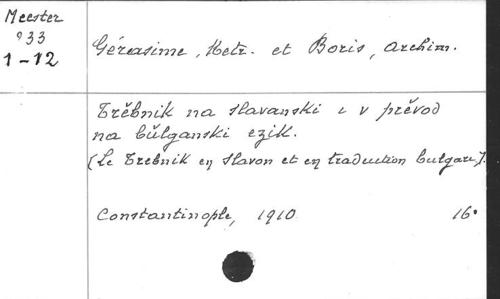 Meester
933
1-12
Gérasime, Metr. et Boris, archim.
Trěbnik na slavanski i v prěvod
na bŭlganski ezik.
(Le Trebnik en slavon et en traduction bulgare).
Constantinople, 1910 16°